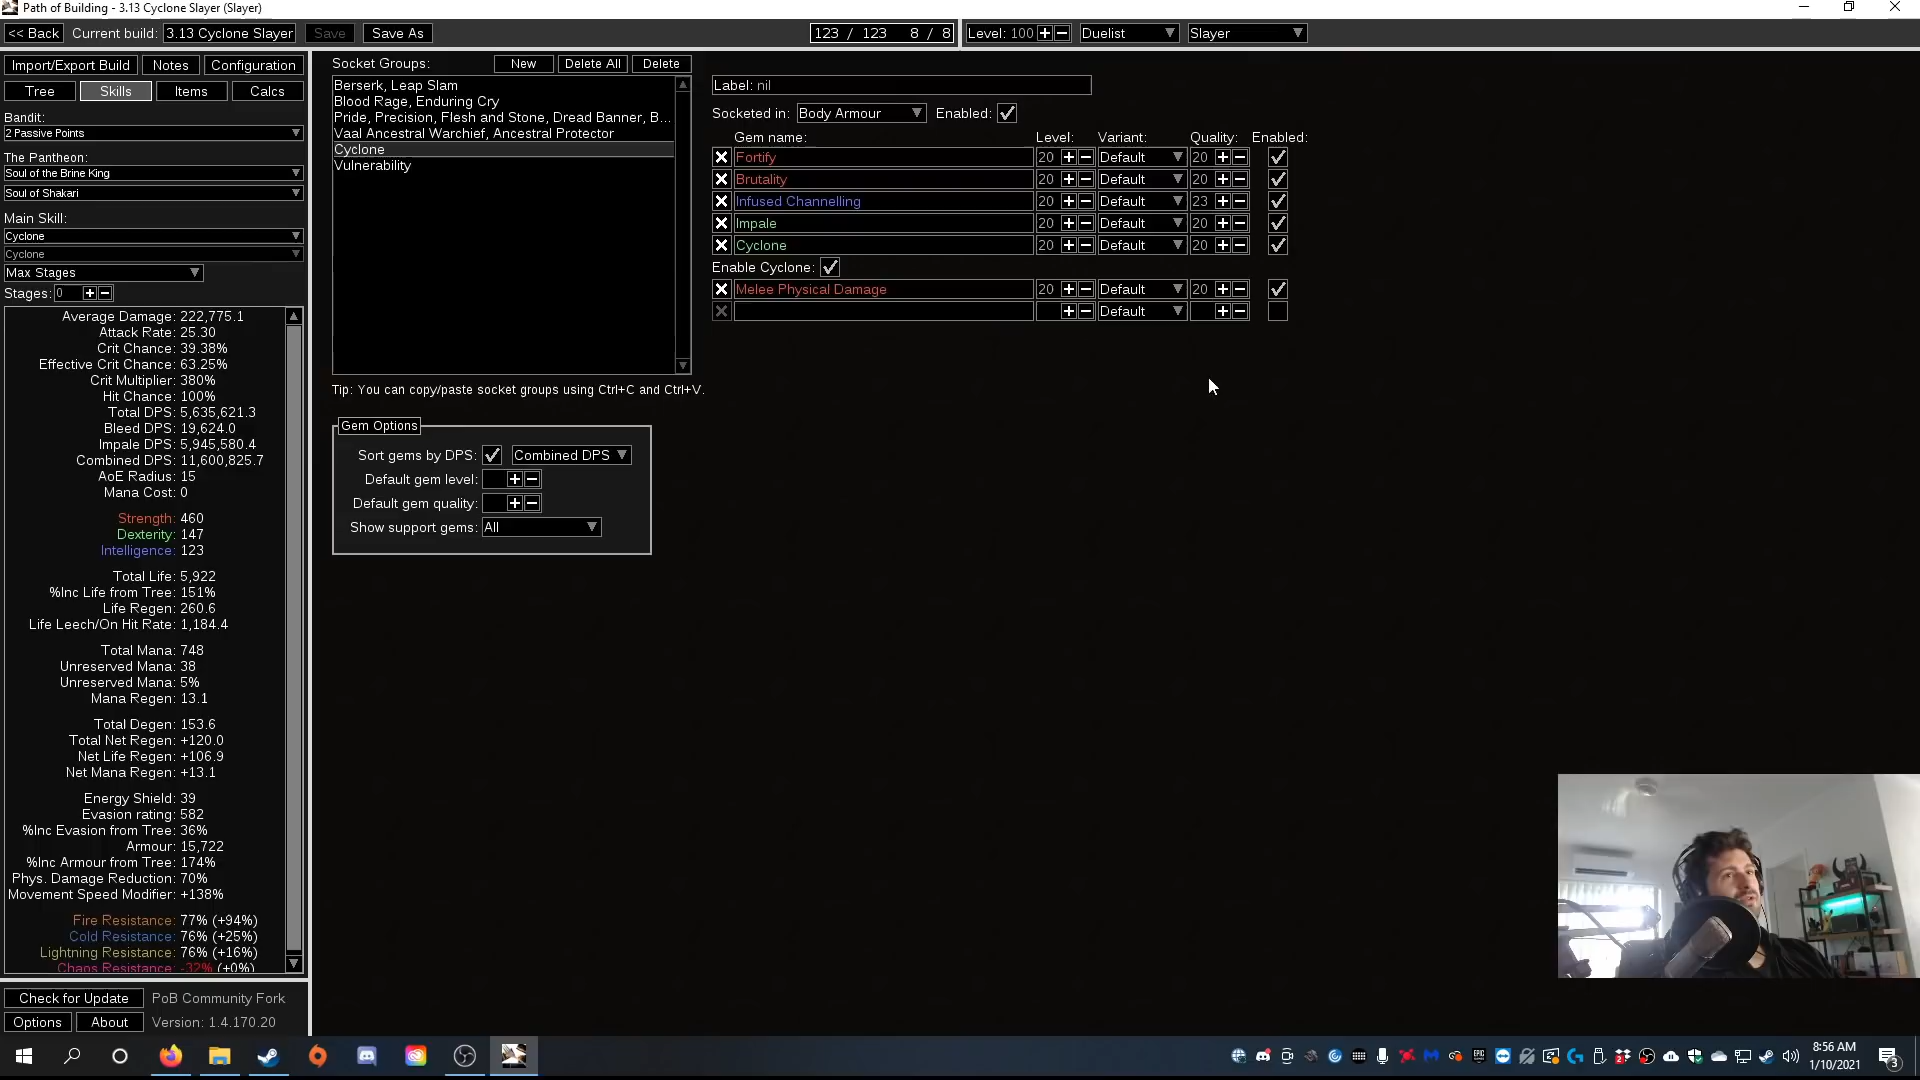 Path of Building - 3.13 Cyclone Slayer (Slayer)
<< Back Current build: 3.13 Cyclone Slayer Save Save As 123 / 123 8 / 8 Level: 100 Duelist Slayer
Import/Export Build Notes Configuration
Tree Skills Items Calcs
Bandit:
2 Passive Points
The Pantheon:
Soul of the Brine King
Soul of Shakari
Main Skill:
Cyclone
Cyclone
Max Stages
Stages: 0
Average Damage: 222,775.1
Attack Rate: 25.30
Crit Chance: 39.38%
Effective Crit Chance: 63.25%
Crit Multiplier: 380%
Hit Chance: 100%
Total DPS: 5,635,621.3
Bleed DPS: 19,624.0
Impale DPS: 5,945,580.4
Combined DPS: 11,600,825.7
AoE Radius: 15
Mana Cost: 0
Strength: 460
Dexterity: 147
Intelligence: 123
Total Life: 5,922
%Inc Life from Tree: 151%
Life Regen: 260.6
Life Leech/On Hit Rate: 1,184.4
Total Mana: 748
Unreserved Mana: 38
Unreserved Mana: 5%
Mana Regen: 13.1
Total Degen: 153.6
Total Net Regen: +120.0
Net Life Regen: +106.9
Net Mana Regen: +13.1
Energy Shield: 39
Evasion rating: 582
%Inc Evasion from Tree: 36%
Armour: 15,722
%Inc Armour from Tree: 174%
Phys. Damage Reduction: 70%
Movement Speed Modifier: +138%
Fire Resistance: 77% (+94%)
Cold Resistance: 76% (+25%)
Lightning Resistance: 76% (+16%)
Chaos Resistance: -32% (+0%)
Check for Update PoB Community Fork
Options About Version: 1.4.170.20
Socket Groups: New Delete All Delete
Berserk, Leap Slam
Blood Rage, Enduring Cry
Pride, Precision, Flesh and Stone, Dread Banner, B...
Vaal Ancestral Warchief, Ancestral Protector
Cyclone
Vulnerability
Tip: You can copy/paste socket groups using Ctrl+C and Ctrl+V.
Gem Options
Sort gems by DPS: Combined DPS
Default gem level:
Default gem quality:
Show support gems: All
Label: nil
Socketed in: Body Armour Enabled:
Gem name: Level: Variant: Quality: Enabled:
Fortify 20 Default 20
Brutality 20 Default 20
Infused Channelling 20 Default 23
Impale 20 Default 20
Cyclone 20 Default 20
Enable Cyclone:
Melee Physical Damage 20 Default 20
Default
8:56 AM
1/10/2021
3